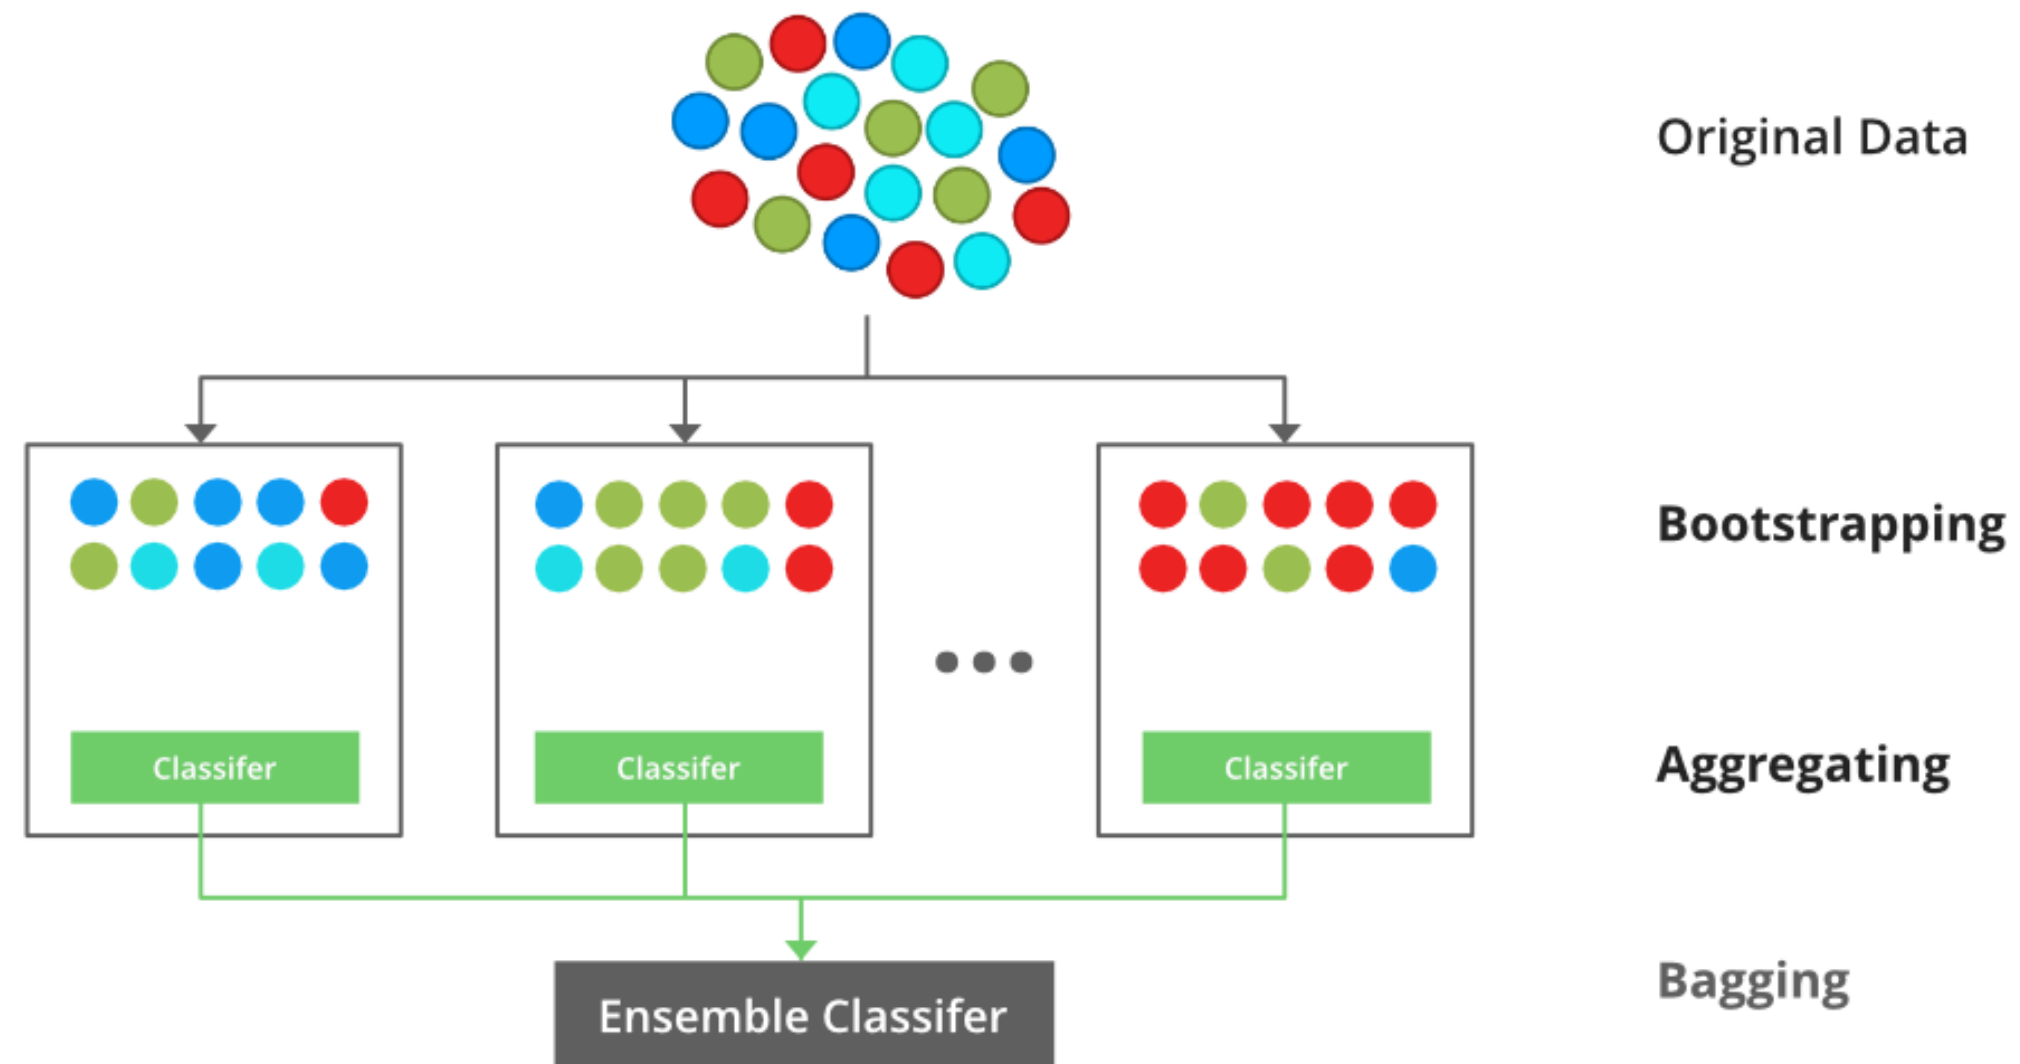 Original Data
Bootstrapping
Classifer
Classifer
Classifer
Aggregating
Bagging
Ensemble Classifer